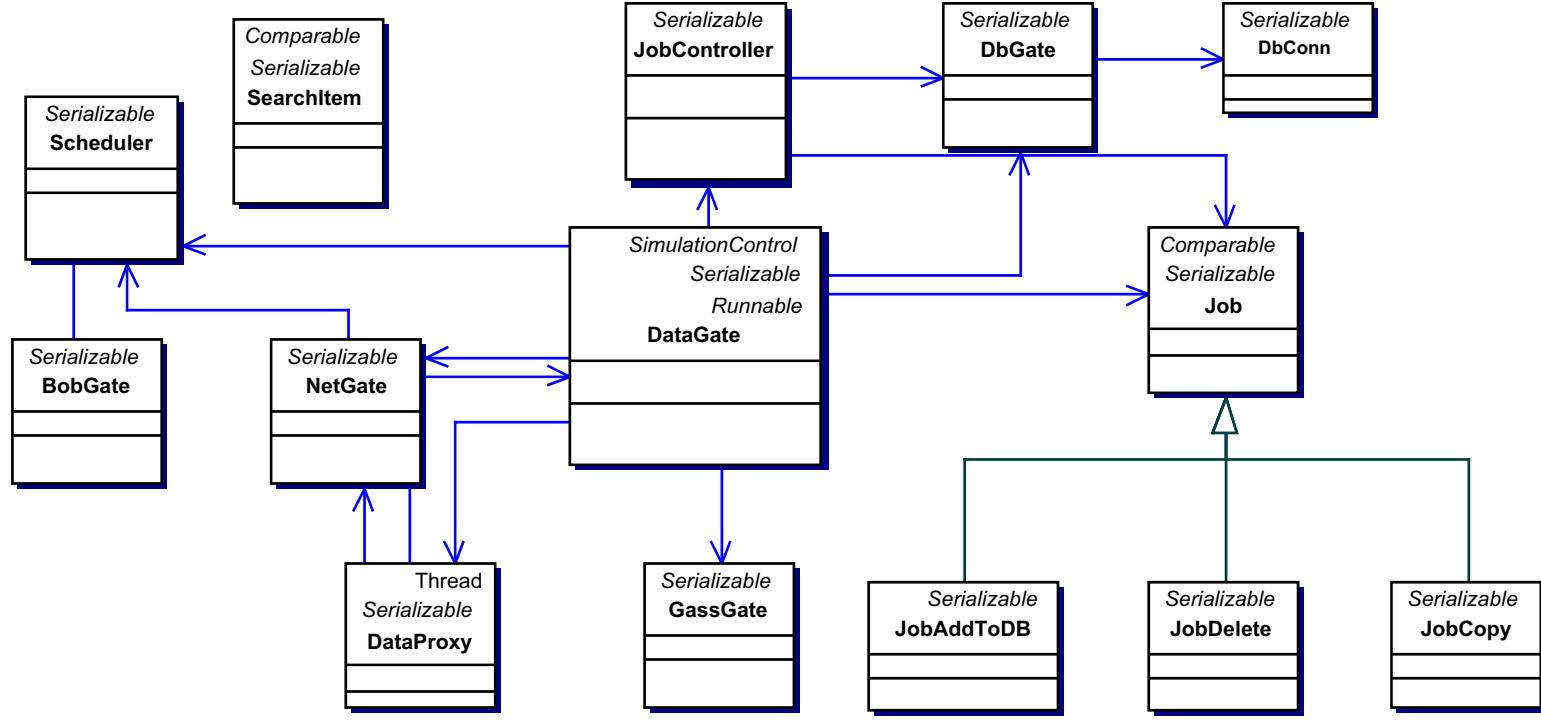 Serializable
JobController
Serializable
DbGate
Serializable
DbConn
Comparable
Serializable
SearchItem
Serializable
Scheduler
SimulationControl
Serializable
Runnable
DataGate
Comparable
Serializable
Job
Serializable
BobGate
Serializable
NetGate
Thread
Serializable
DataProxy
Serializable
GassGate
Serializable
JobAddToDB
Serializable
JobDelete
Serializable
JobCopy